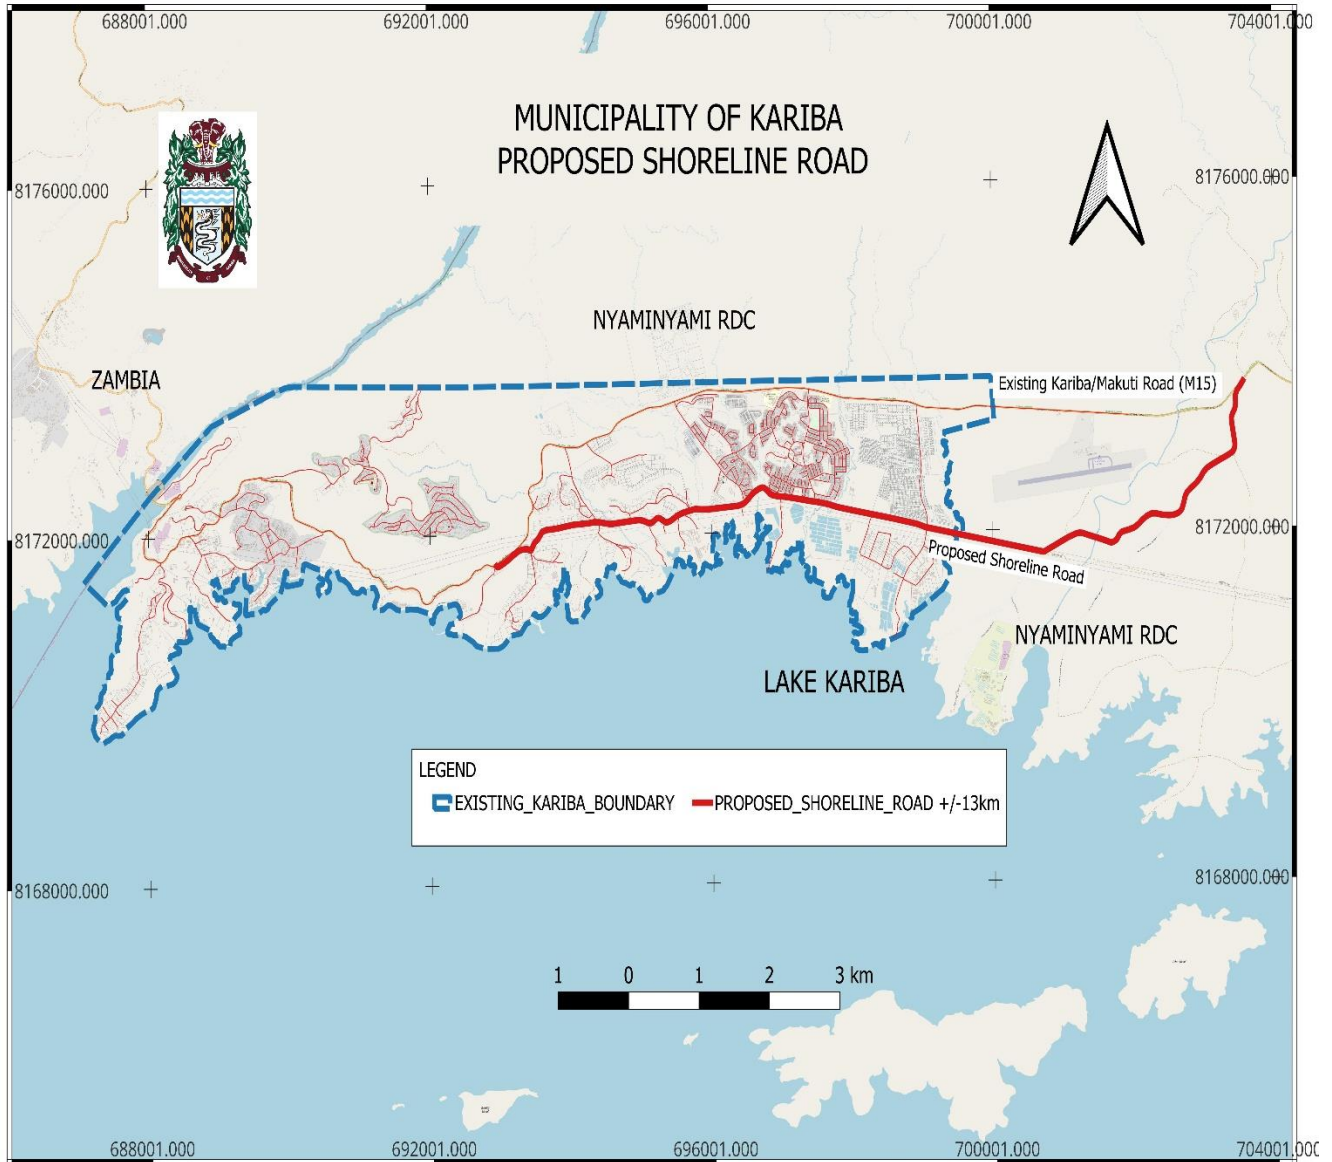 688001.000 692001.000 696001.000 700001.000 704001.000
MUNICIPALITY OF KARIBA
PROPOSED SHORELINE ROAD
8176000.000 8176000.000
NYAMINYAMI RDC
ZAMBIA
Existing Kariba/Makuti Road (M15)
8172000.000 8172000.000
Proposed Shoreline Road
NYAMINYAMI RDC
LAKE KARIBA
LEGEND
EXISTING_KARIBA_BOUNDARY PROPOSED_SHORELINE_ROAD +/-13km
8168000.000 8168000.000
1 0 1 2 3 km
688001.000 692001.000 696001.000 700001.000 704001.000